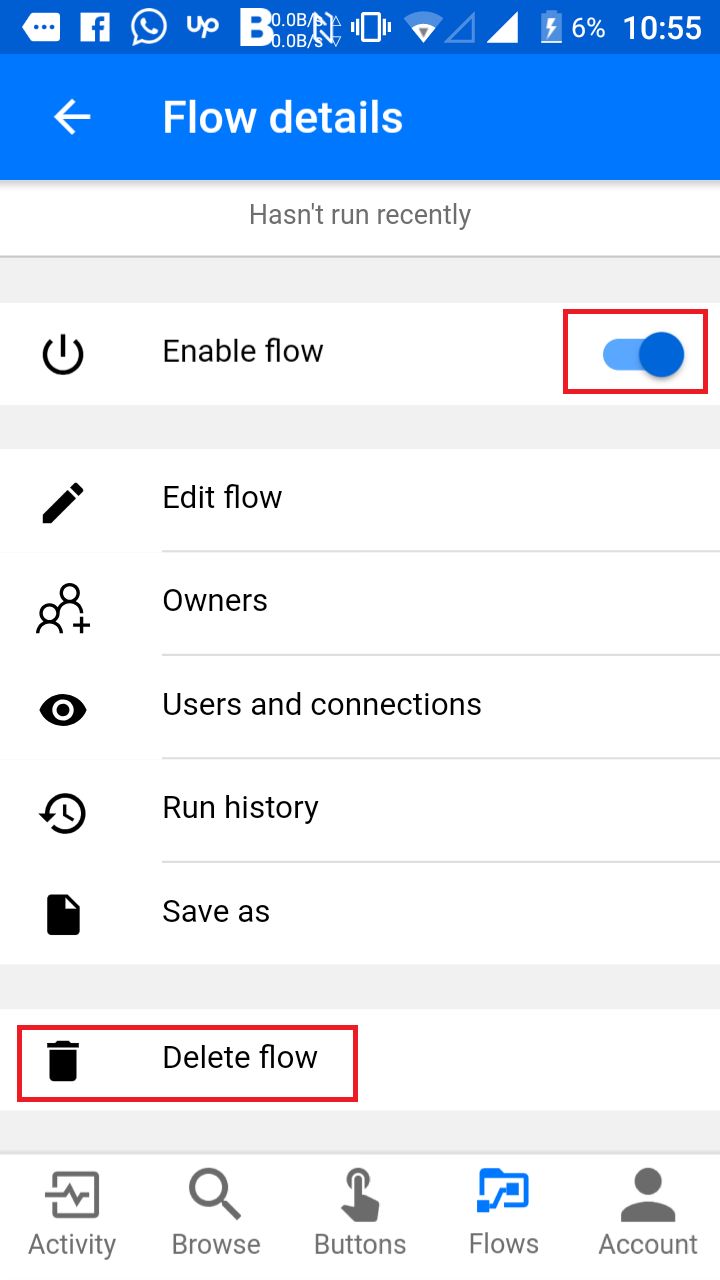 up B 0.0B/s 0.0B/s N 6% 10:55
Flow details
Hasn't run recently
Enable flow
Edit flow
Owners
Users and connections
Run history
Save as
Delete flow
Activity Browse Buttons Flows Account